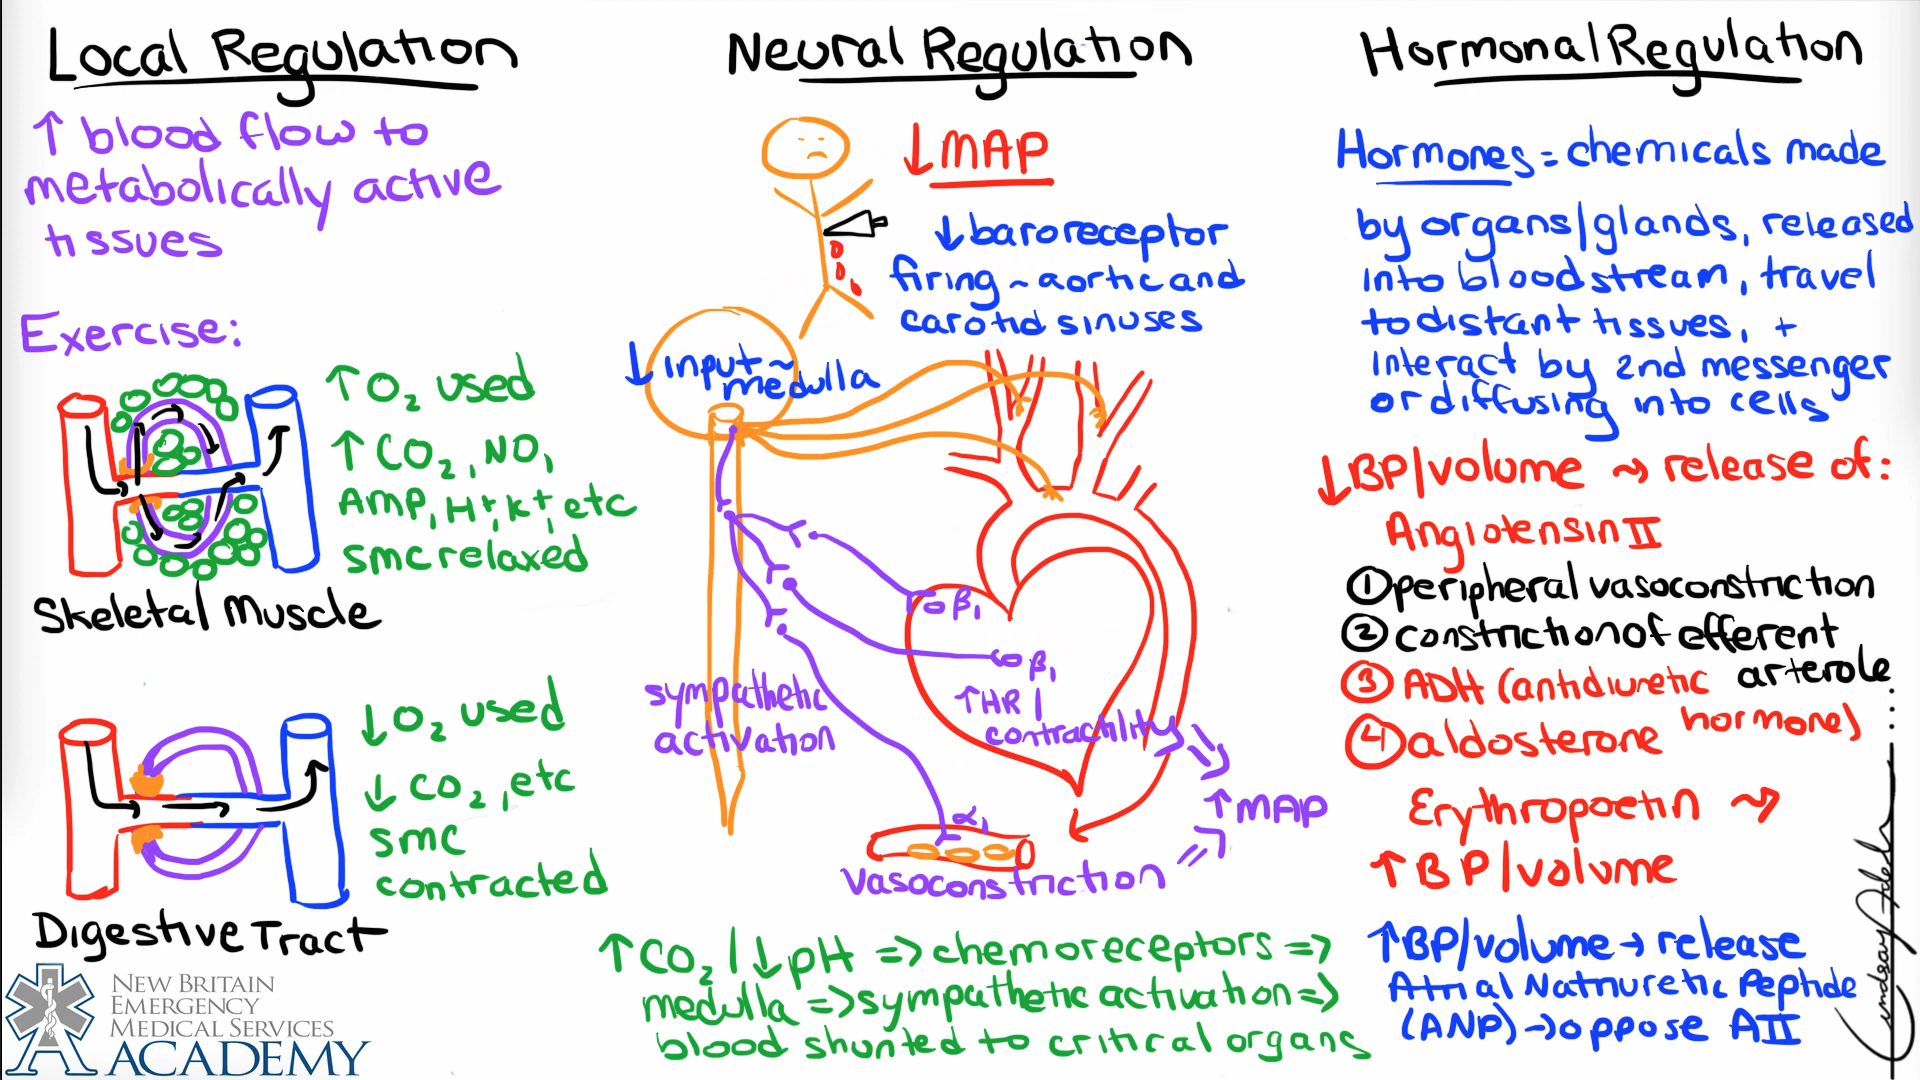 Local Regulation
↑ blood flow to
metabolically active
tissues
Exercise:
↑O₂ used
↑CO₂, NO,
AMP, H⁺, K⁺, etc
smc relaxed
Skeletal Muscle
↓O₂ used
↓CO₂, etc
smc
contracted
Digestive Tract
NEW BRITAIN
EMERGENCY
MEDICAL SERVICES
ACADEMY
Neural Regulation
↓MAP
↓baroreceptor
firing ~ aortic and
carotid sinuses
↓input ~
medulla
β₁
β₁
sympathetic
activation
↑HR /
contractility
↑MAP
α₁
vasoconstriction
↑CO₂ / ↓pH => chemoreceptors =>
medulla => sympathetic activation =>
blood shunted to critical organs
Hormonal Regulation
Hormones = chemicals made
by organs/glands, released
into bloodstream, travel
to distant tissues, +
interact by 2nd messenger
or diffusing into cells
↓BP/volume ~> release of:
Angiotensin II
① peripheral vasoconstriction
② constriction of efferent
arterole
③ ADH (antidiuretic
hormone)
④ aldosterone
Erythropoetin ~>
↑BP/volume
↑BP/volume → release
Atrial Natriuretic Peptide
(ANP) → oppose AII
Lindsay Adeln